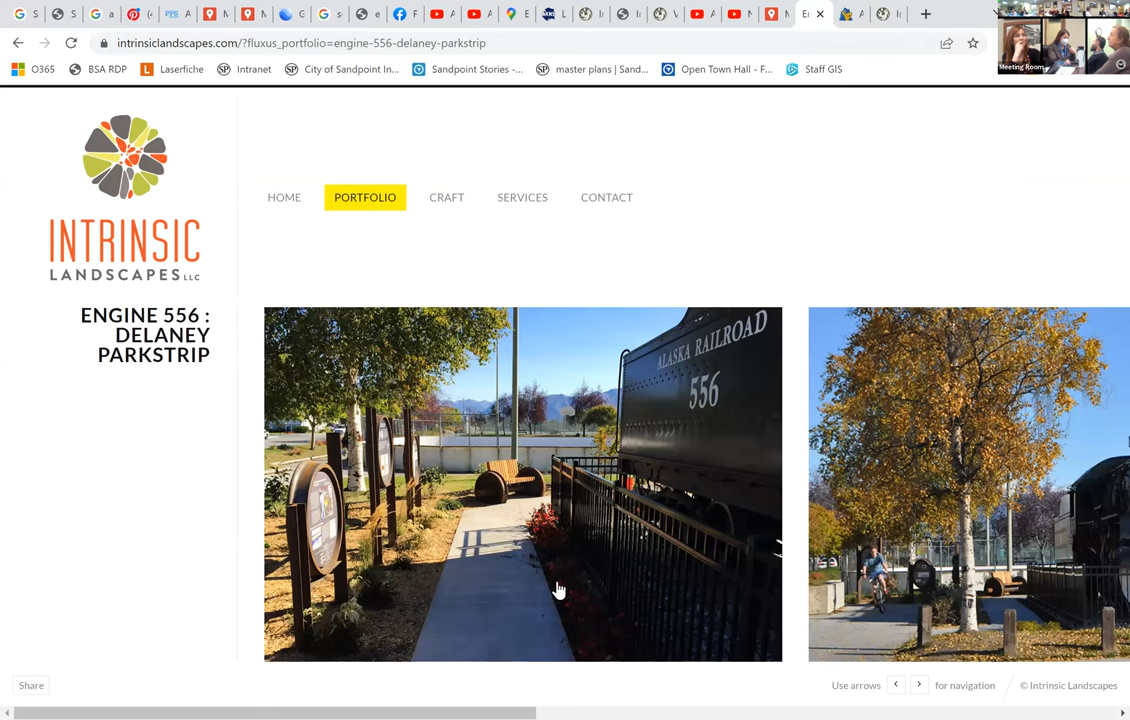 intrinsiclandscapes.com/?fluxus_portfolio=engine-556-delaney-parkstrip
O365 BSA RDP Laserfiche Intranet City of Sandpoint In... Sandpoint Stories -... master plans | Sand... Open Town Hall - F... Staff GIS
Meeting Room
HOME PORTFOLIO CRAFT SERVICES CONTACT
INTRINSIC
LANDSCAPES LLC
ENGINE 556 :
DELANEY
PARKSTRIP
ALASKA RAILROAD
556
Share
Use arrows < > for navigation © Intrinsic Landscapes